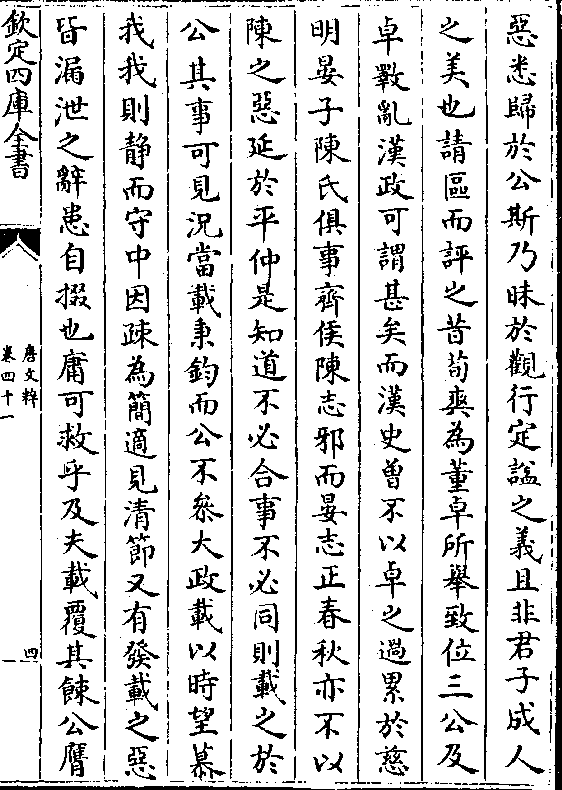 惡悉歸於公斯乃昧於觀行定諡之義且非君子成人
之美也請區而評之昔荀爽為董卓所舉致位三公及
卓斁亂漢政可謂甚矣而漢史曾不以卓之過累於慈
明晏子陳氏俱事齊侯陳志邪而晏志正春秋亦不以
陳之惡延於平仲是知道不必合事不必同則載之於
公其事可見況當載秉鈞而公不叅大政載以時望慕
我我則静而守中因疎為簡適見清節又有發載之惡
皆漏泄之辭患自掇也庸可救乎及夫載覆其餗公膺
欽定四庫全書
唐文粹
卷四十一
四